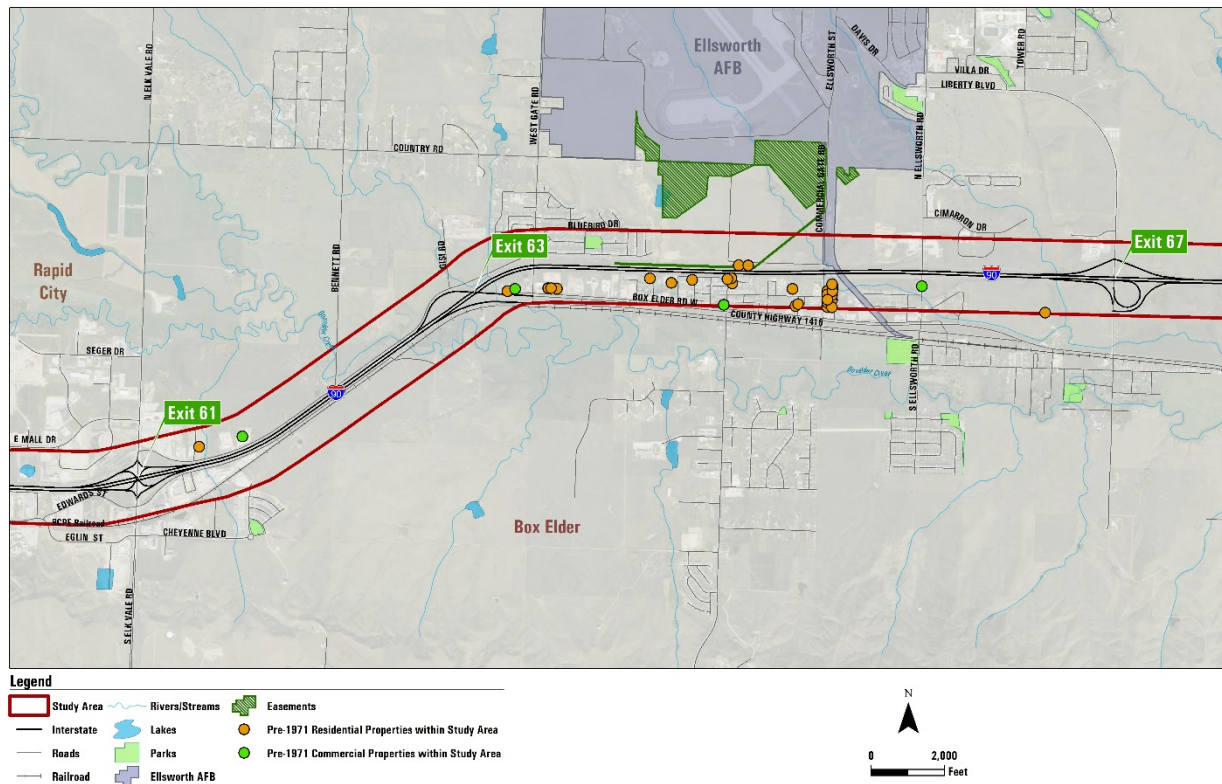 Ellsworth
AFB
N ELK VALE RD
WEST GATE RD
ELLSWORTH ST
DAVIS DR
TOWER RD
VILLA DR
LIBERTY BLVD
COUNTRY RD
COMMERCIAL GATE RD
N ELLSWORTH RD
BLUEBIRD DR
CIMARRON DR
Exit 63
Exit 67
Rapid
City
BENNETT RD
90
BOX ELDER RD W
COUNTY HIGHWAY 1416
SEGER DR
90
S ELLSWORTH RD
Exit 61
E MALL DR
EDWARDS ST
RCPE Railroad
EGLIN ST
CHEYENNE BLVD
Box Elder
S ELK VALE RD
Legend
Study Area
Rivers/Streams
Easements
Interstate
Lakes
Pre-1971 Residential Properties within Study Area
Roads
Parks
Pre-1971 Commercial Properties within Study Area
Railroad
Ellsworth AFB
N
0 2,000
Feet